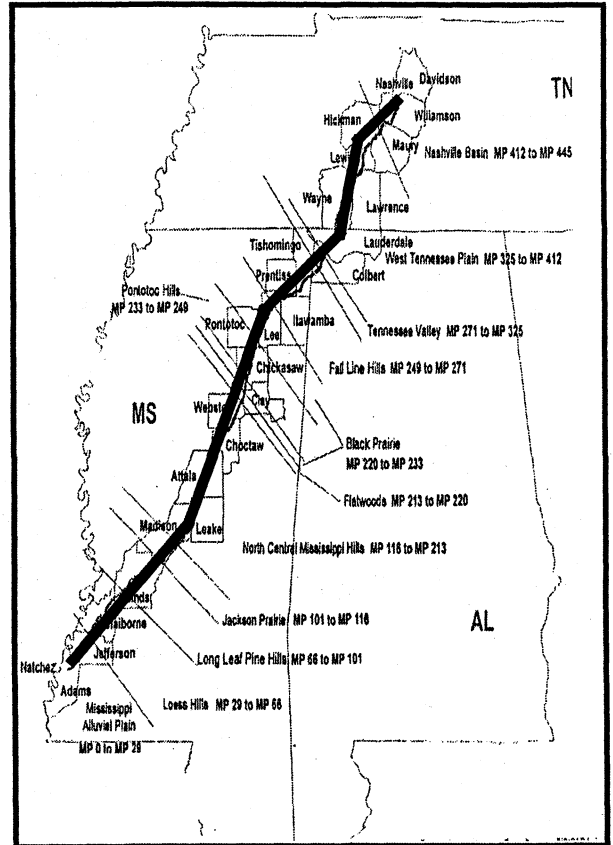 Davidson
Nashville
TN
Williamson
Hickman
Maury
Nashville Basin MP 412 to MP 445
Wayne
Lawrence
Lauderdale
Tishomingo
West Tennessee Plain MP 325 to MP 412
Colbert
Prentiss
Pontotoc Hills
MP 233 to MP 249
Itawamba
Pontotoc
Lee
Tennessee Valley MP 271 to MP 325
Chickasaw
Fall Line Hills MP 249 to MP 271
MS
Clay
Choctaw
Black Prairie
MP 220 to MP 233
Attala
Flatwoods MP 213 to MP 220
Madison
Leake
North Central Mississippi Hills MP 116 to MP 213
AL
Jackson Prairie MP 101 to MP 116
Jefferson
Long Leaf Pine Hills MP 66 to MP 101
Natchez
Adams
Mississippi
Alluvial Plain
MP 0 to MP 29
Loess Hills MP 29 to MP 66